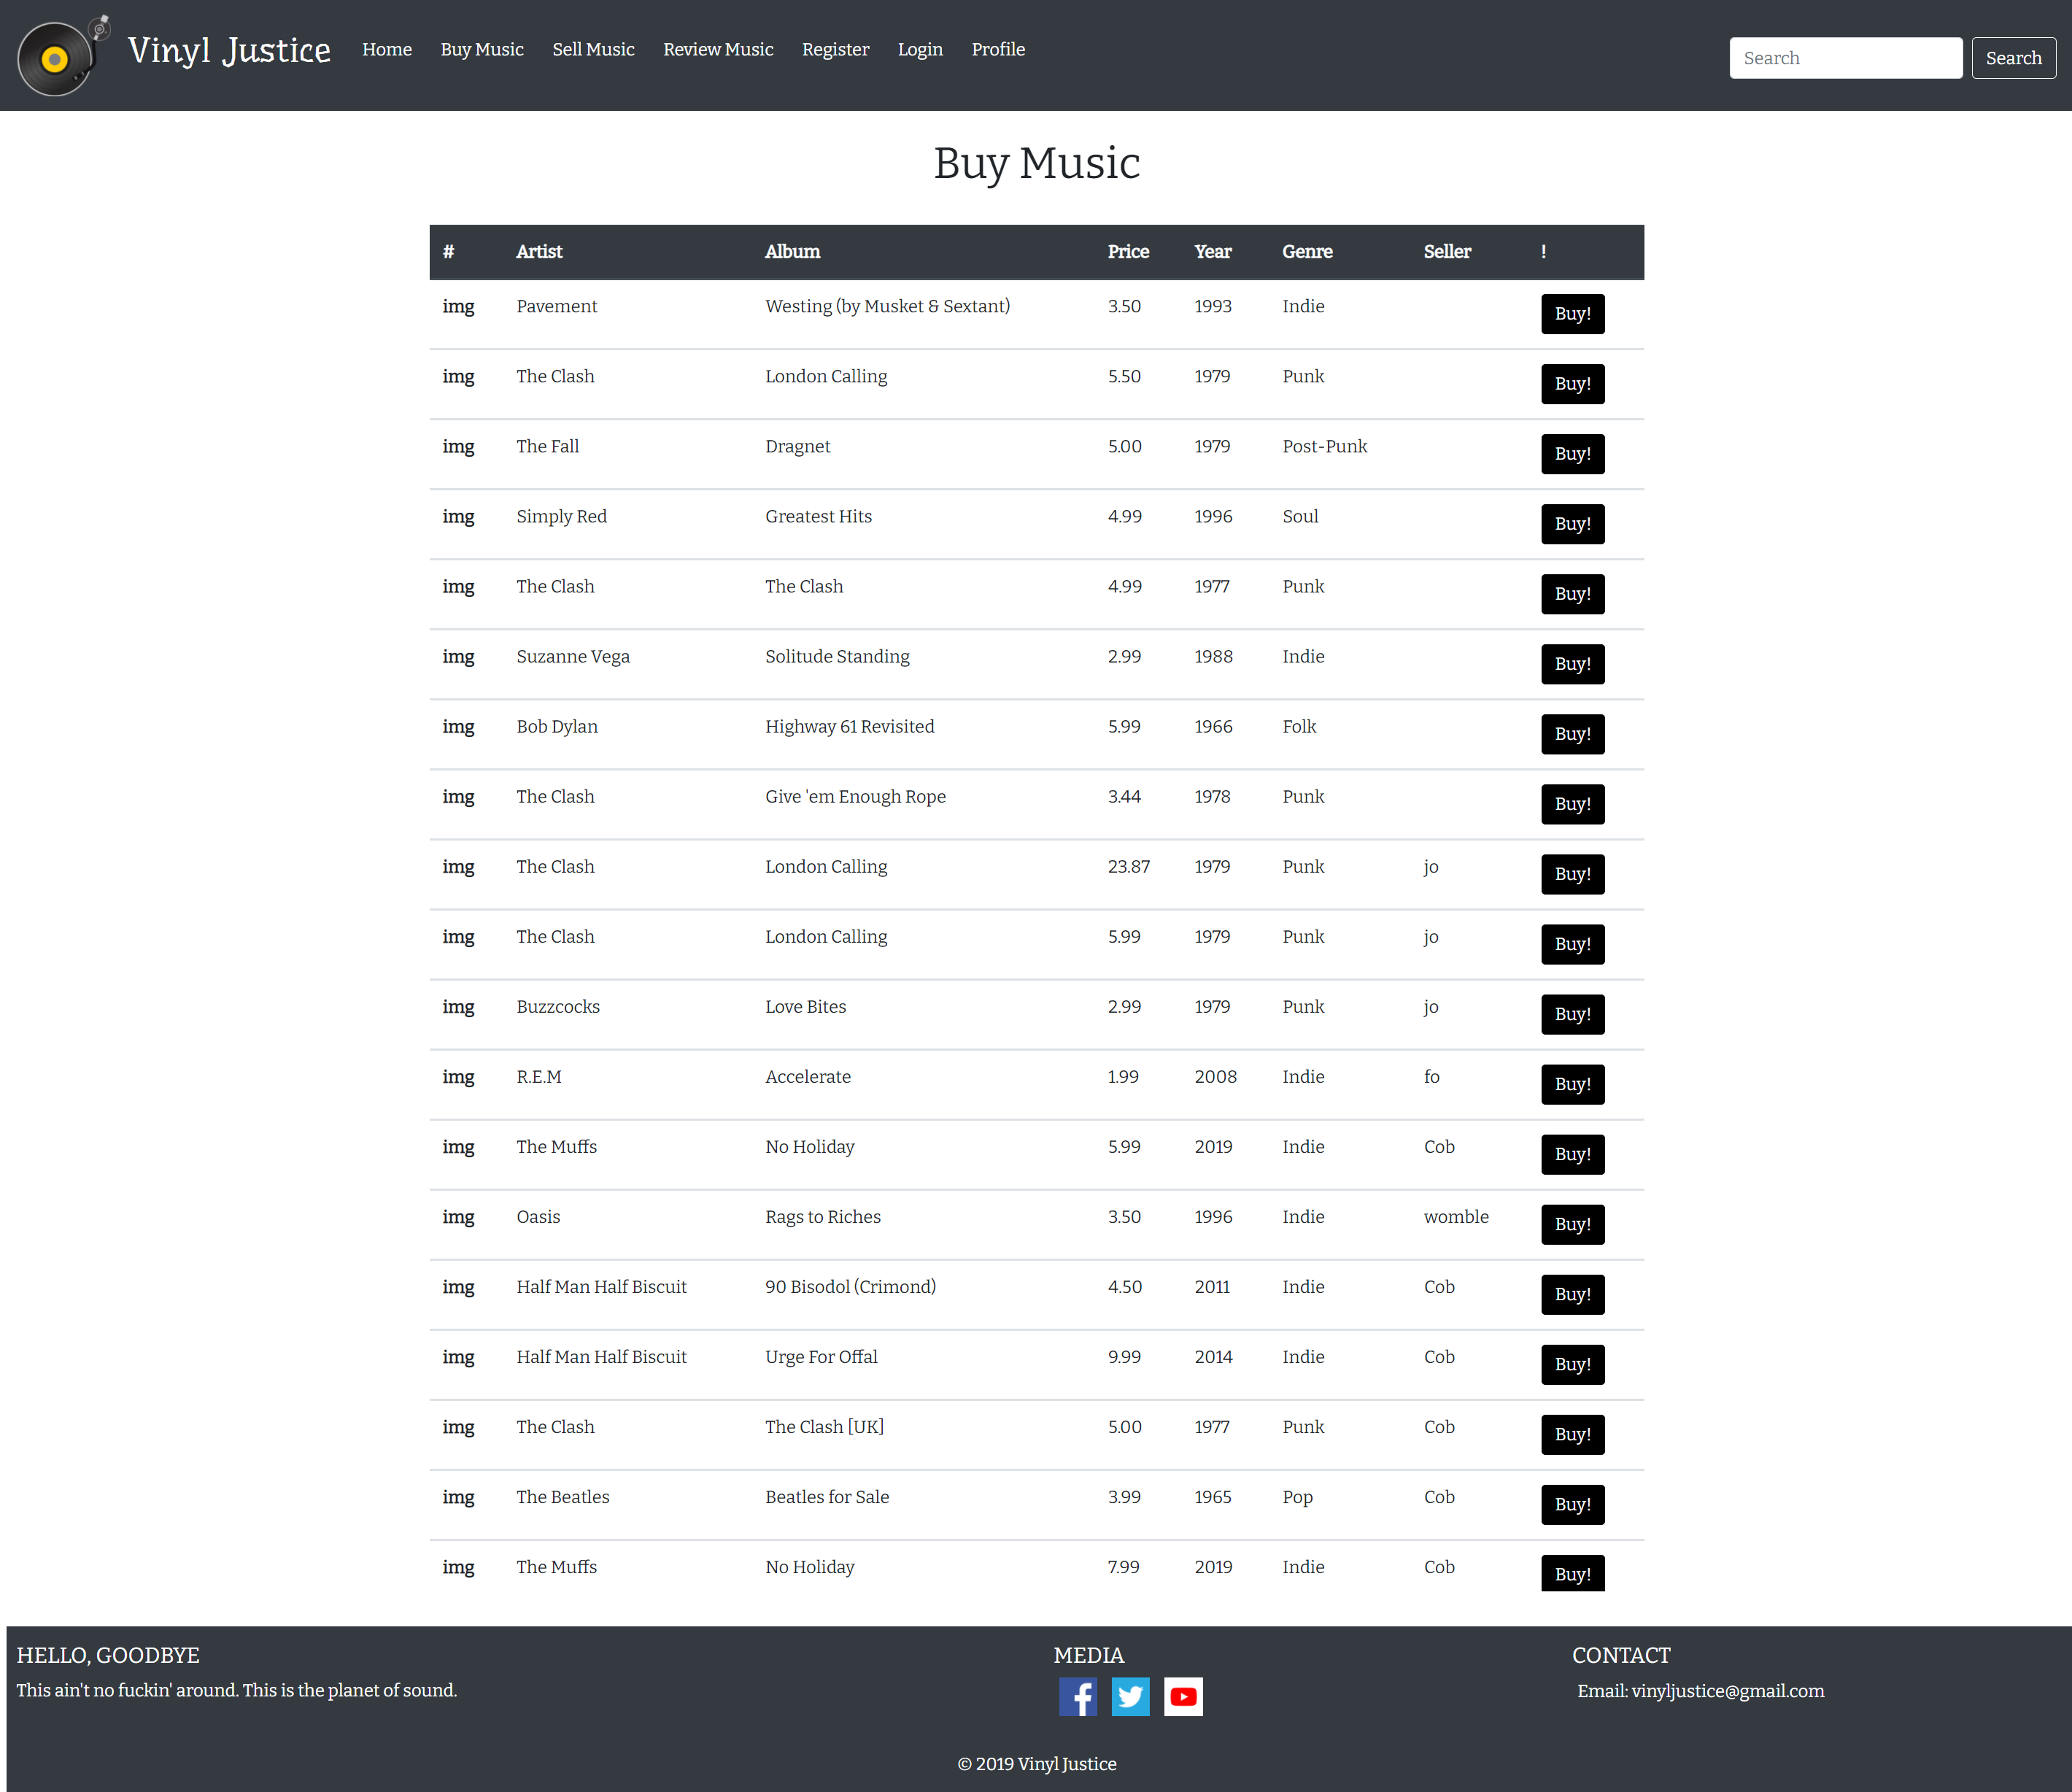 Vinyl Justice Home Buy Music Sell Music Review Music Register Login Profile Search Search
Buy Music
# Artist Album Price Year Genre Seller !
img Pavement Westing (by Musket & Sextant) 3.50 1993 Indie Buy!
img The Clash London Calling 5.50 1979 Punk Buy!
img The Fall Dragnet 5.00 1979 Post-Punk Buy!
img Simply Red Greatest Hits 4.99 1996 Soul Buy!
img The Clash The Clash 4.99 1977 Punk Buy!
img Suzanne Vega Solitude Standing 2.99 1988 Indie Buy!
img Bob Dylan Highway 61 Revisited 5.99 1966 Folk Buy!
img The Clash Give 'em Enough Rope 3.44 1978 Punk Buy!
img The Clash London Calling 23.87 1979 Punk jo Buy!
img The Clash London Calling 5.99 1979 Punk jo Buy!
img Buzzcocks Love Bites 2.99 1979 Punk jo Buy!
img R.E.M Accelerate 1.99 2008 Indie fo Buy!
img The Muffs No Holiday 5.99 2019 Indie Cob Buy!
img Oasis Rags to Riches 3.50 1996 Indie womble Buy!
img Half Man Half Biscuit 90 Bisodol (Crimond) 4.50 2011 Indie Cob Buy!
img Half Man Half Biscuit Urge For Offal 9.99 2014 Indie Cob Buy!
img The Clash The Clash [UK] 5.00 1977 Punk Cob Buy!
img The Beatles Beatles for Sale 3.99 1965 Pop Cob Buy!
img The Muffs No Holiday 7.99 2019 Indie Cob Buy!
HELLO, GOODBYE MEDIA CONTACT
This ain't no fuckin' around. This is the planet of sound. Email: vinyljustice@gmail.com
© 2019 Vinyl Justice